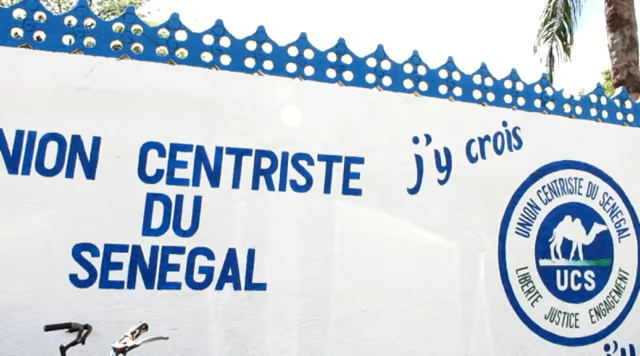 NION CENTRISTE
DU
SENEGAL
j'y crois
UNION CENTRISTE DU SENEGAL
UCS
LIBERTE JUSTICE ENGAGEMENT
j'y